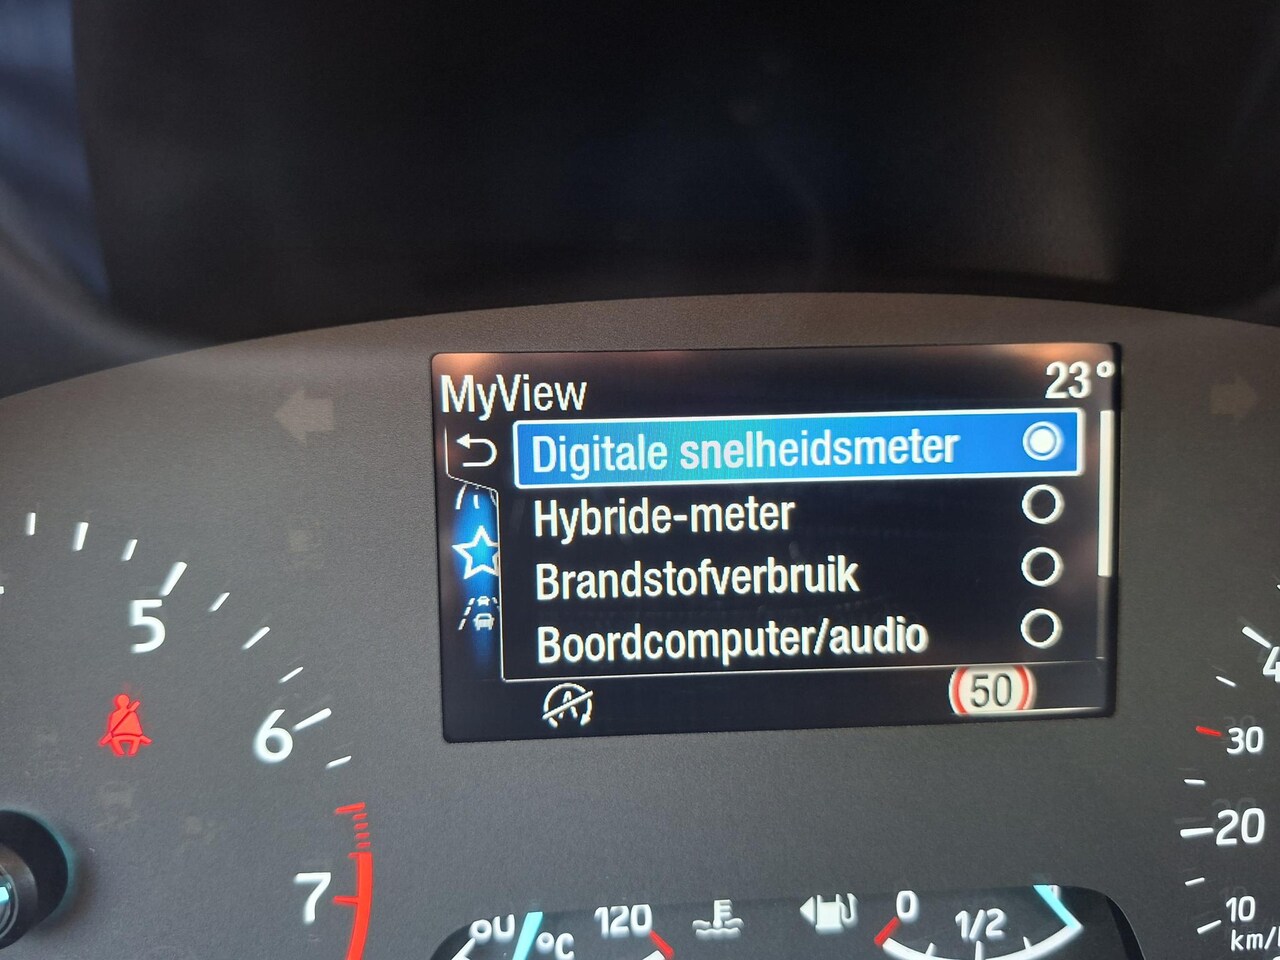 MyView
23°
Digitale snelheidsmeter
Hybride-meter
Brandstofverbruik
Boordcomputer/audio
A
50
5
6
7
4
30
20
10
km/
120
°C
0
1/2